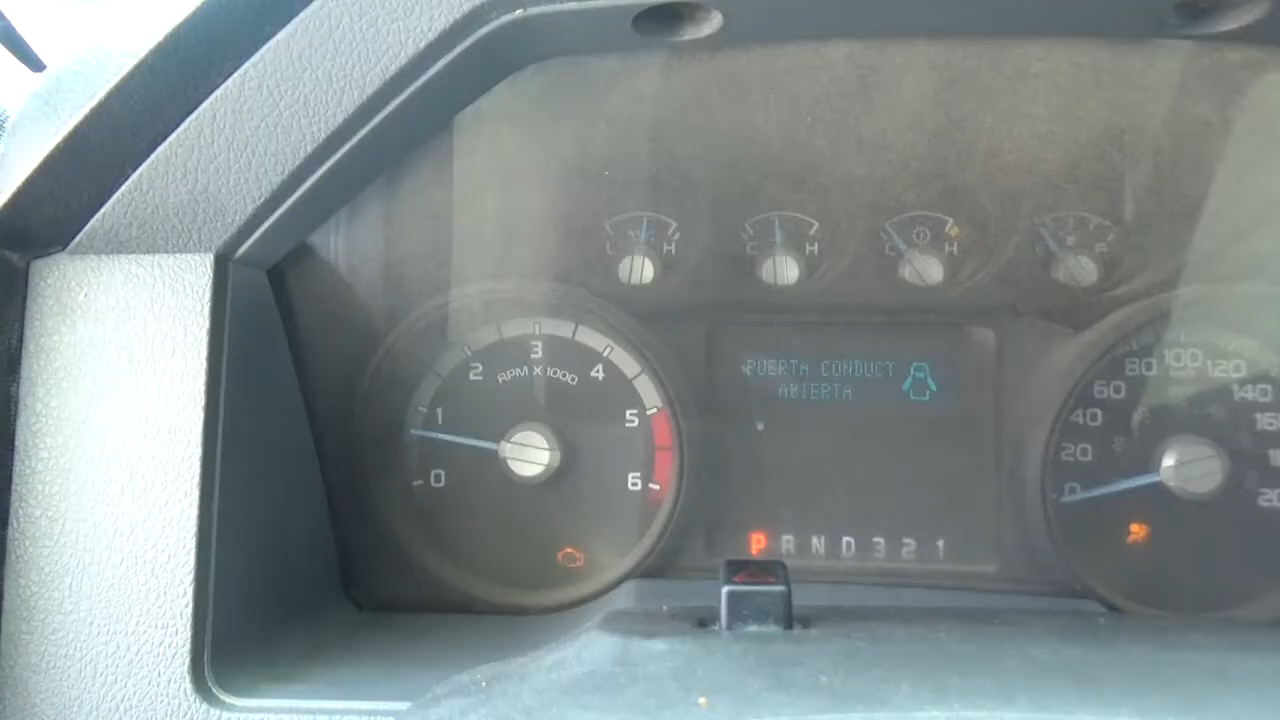 L H
C H
C H
3
2 4
RPM X 1000
1 5
0 6
PUERTA CONDUCT
ABIERTA
80 100 120
60 140
40
20
0
P R N D 3 2 1